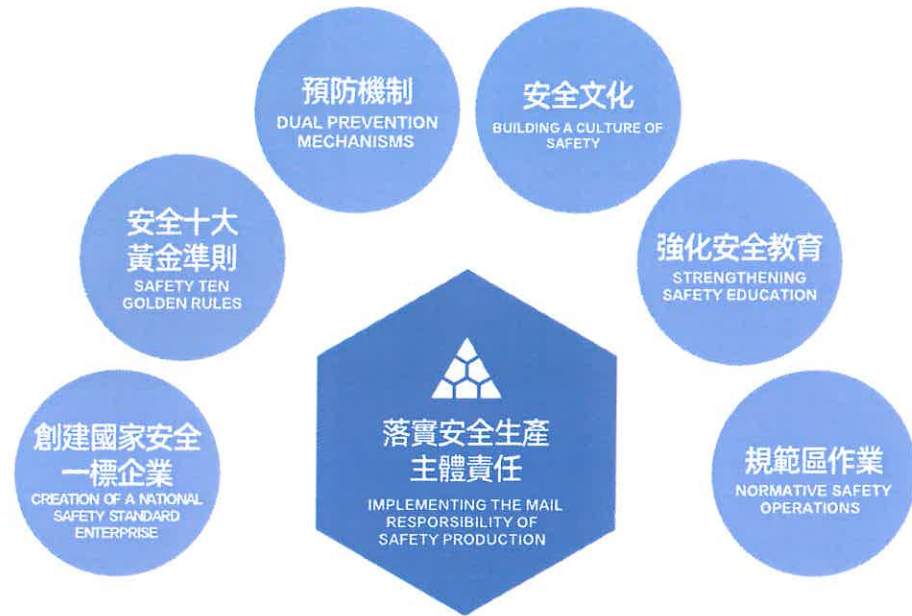 預防機制
DUAL PREVENTION
MECHANISMS
安全文化
BUILDING A CULTURE OF
SAFETY
安全十大
黃金準則
SAFETY TEN
GOLDEN RULES
強化安全教育
STRENGTHENING
SAFETY EDUCATION
創建國家安全
一標企業
CREATION OF A NATIONAL
SAFETY STANDARD
ENTERPRISE
落實安全生產
主體責任
IMPLEMENTING THE MAIL
RESPORSIBILITY OF
SAFETY PRODUCTION
規範區作業
NORMATIVE SAFETY
OPERATIONS